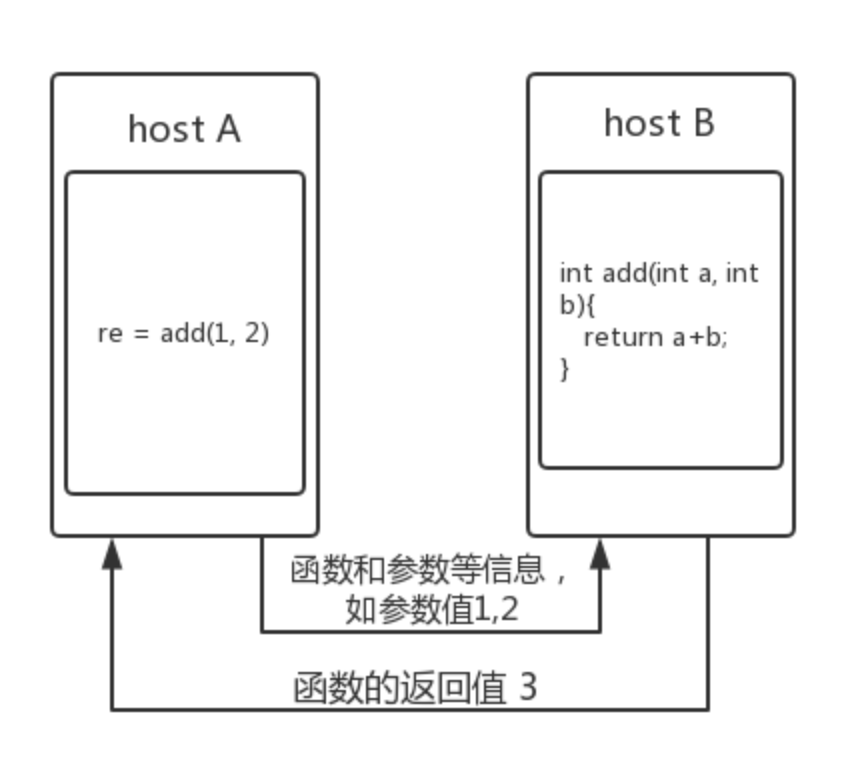 host A
re = add(1, 2)
host B
int add(int a, int
b){
return a+b;
}
函数和参数等信息，
如参数值1,2
函数的返回值 3